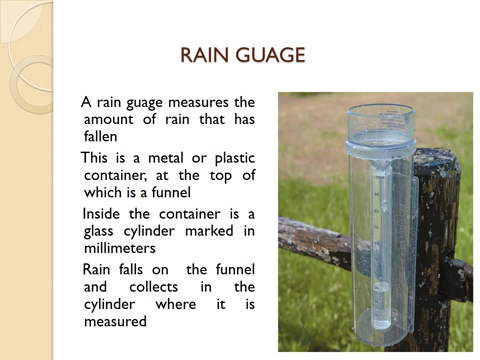 RAIN GUAGE
A rain guage measures the
amount of rain that has
fallen
This is a metal or plastic
container, at the top of
which is a funnel
Inside the container is a
glass cylinder marked in
millimeters
Rain falls on the funnel
and collects in the
cylinder where it is
measured